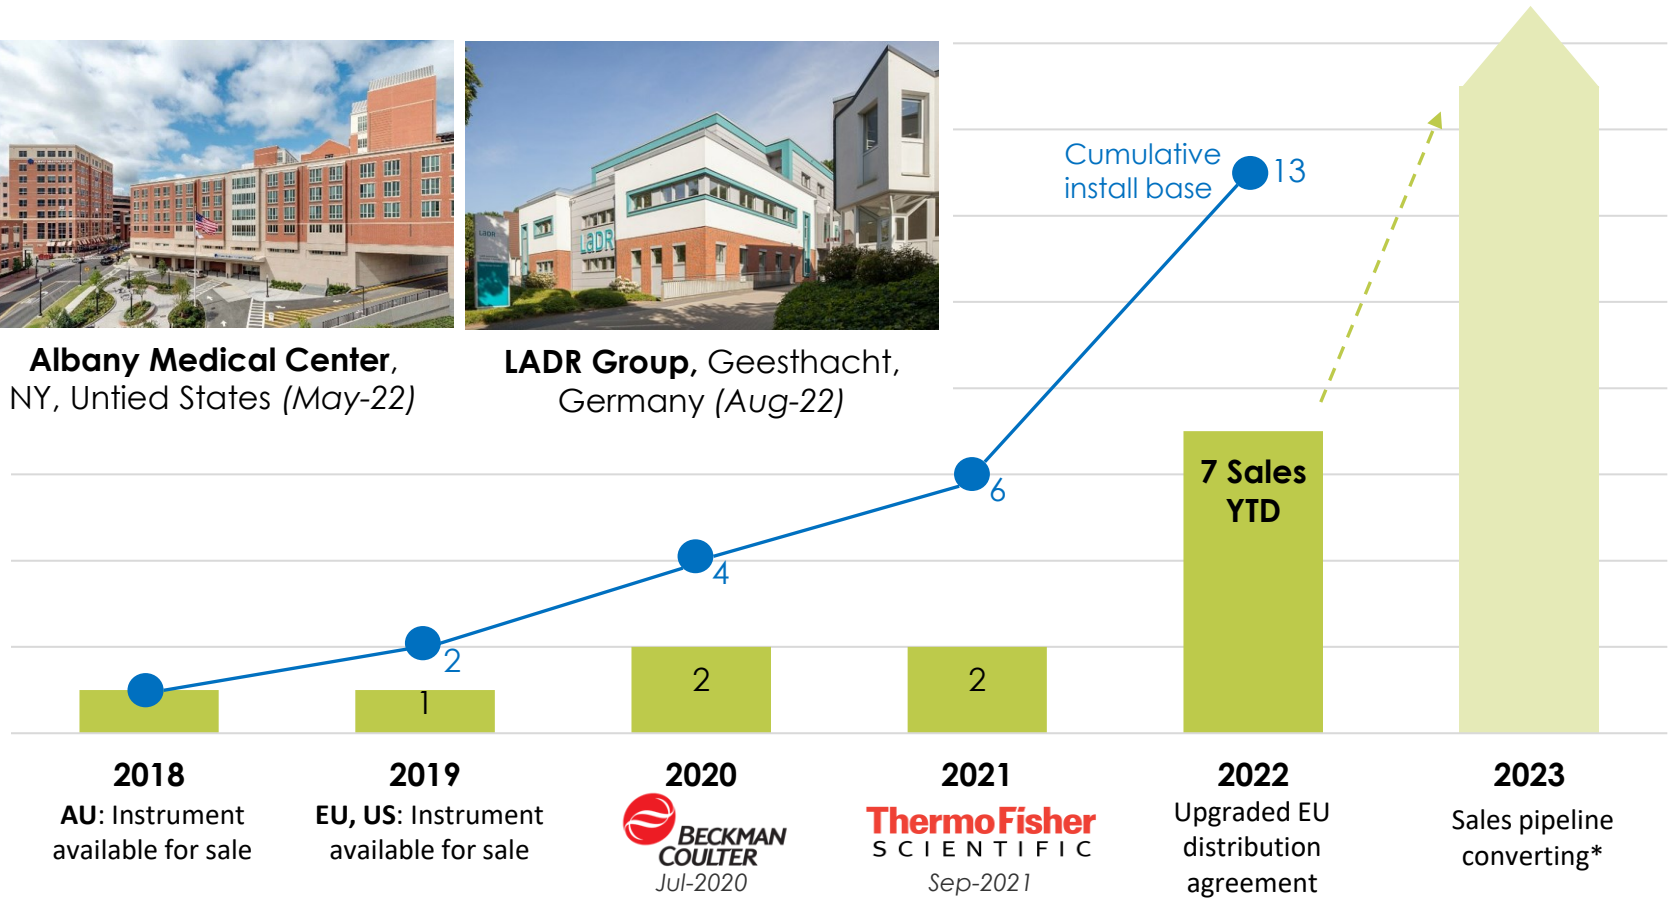 Albany Medical Center,
NY, Untied States (May-22)
LADR
LADR
LADR Group, Geesthacht,
Germany (Aug-22)
Cumulative
install base
13
6
4
2
1
2
2
7 Sales
YTD
2018
AU: Instrument
available for sale
2019
EU, US: Instrument
available for sale
2020
BECKMAN
COULTER
Jul-2020
2021
ThermoFisher
SCIENTIFIC
Sep-2021
2022
Upgraded EU
distribution
agreement
2023
Sales pipeline
converting*